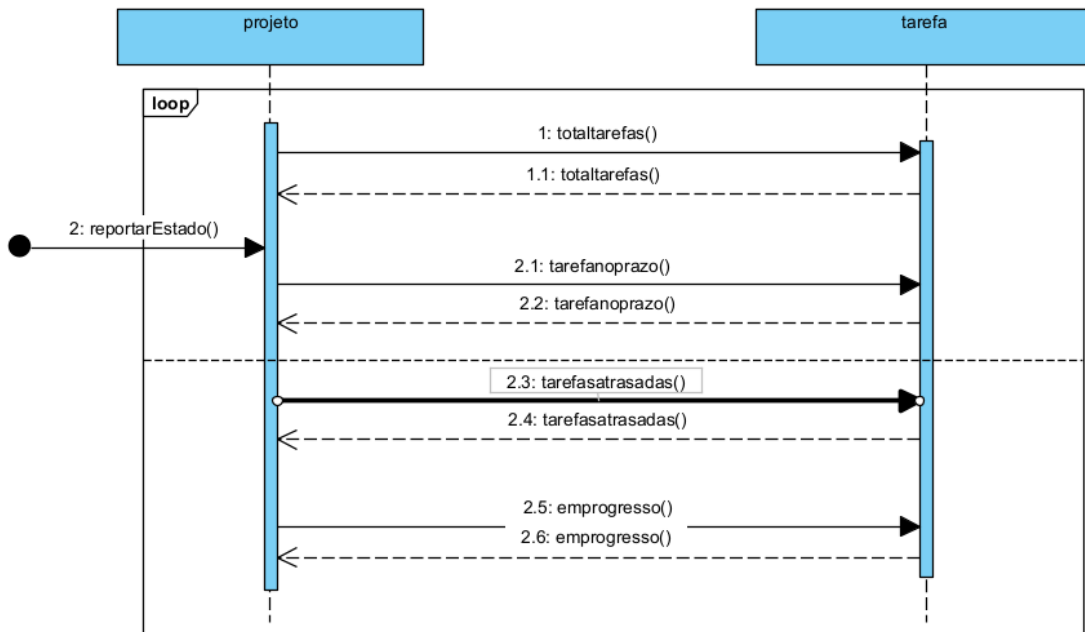 projeto
tarefa
loop
1: totaltarefas()
1.1: totaltarefas()
2: reportarEstado()
2.1: tarefanoprazo()
2.2: tarefanoprazo()
2.3: tarefasatrasadas()
2.4: tarefasatrasadas()
2.5: emprogresso()
2.6: emprogresso()